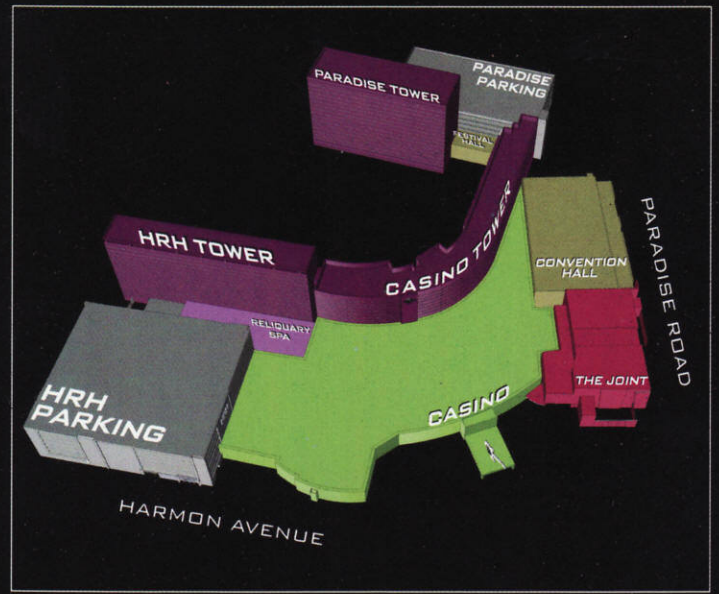 PARADISE TOWER
PARADISE
PARKING
FESTIVAL
HALL
HRH TOWER
CASINO TOWER
CONVENTION
HALL
PARADISE ROAD
RELIQUARY
SPA
THE JOINT
HRH
PARKING
CASINO
HARMON AVENUE